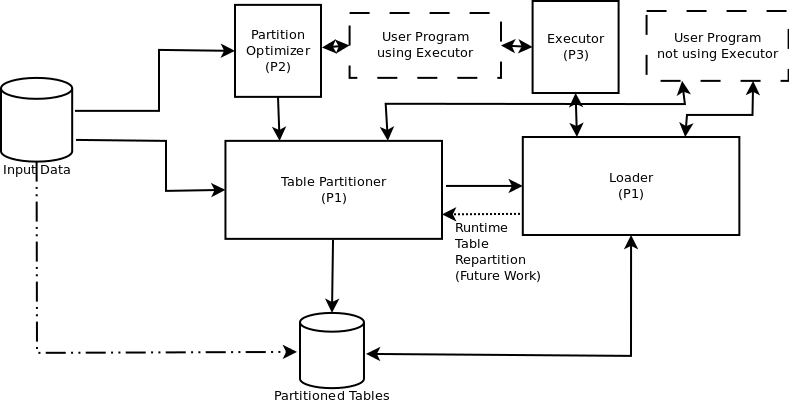 Partition
Optimizer
(P2)
User Program
using Executor
Executor
(P3)
User Program
not using Executor
Input Data
Table Partitioner
(P1)
Loader
(P1)
Runtime
Table
Repartition
(Future Work)
Partitioned Tables